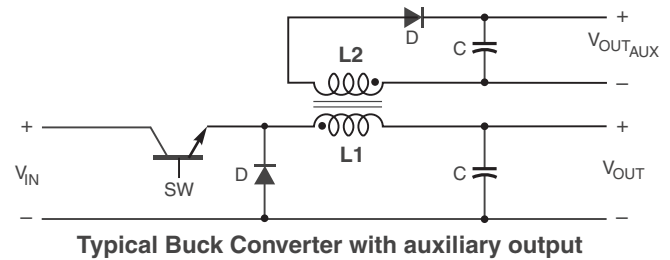 D
+
C
V_OUT_AUX
L2
–
+
+
L1
V_IN
SW
D
C
V_OUT
–
–
Typical Buck Converter with auxiliary output